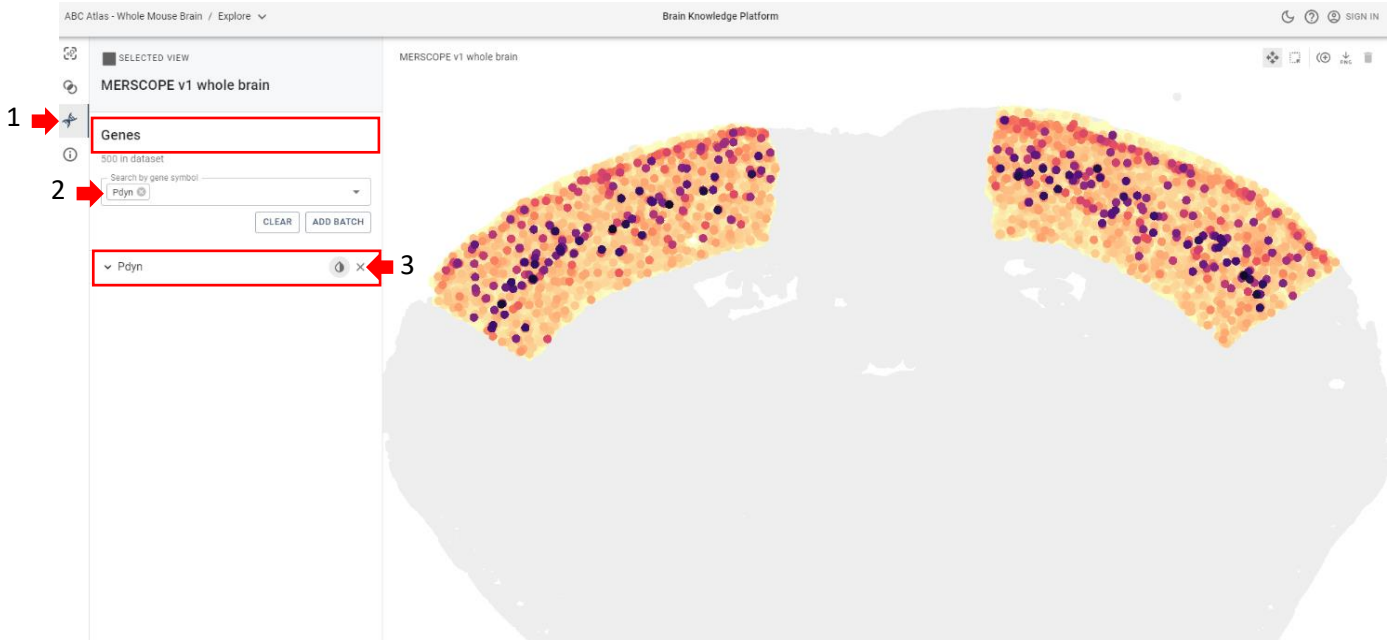 ABC Atlas - Whole Mouse Brain / Explore
Brain Knowledge Platform
SIGN IN
SELECTED VIEW
MERSCOPE v1 whole brain
MERSCOPE v1 whole brain
PNG
1
Genes
500 in dataset
Search by gene symbol
2
Pdyn
CLEAR
ADD BATCH
Pdyn
3